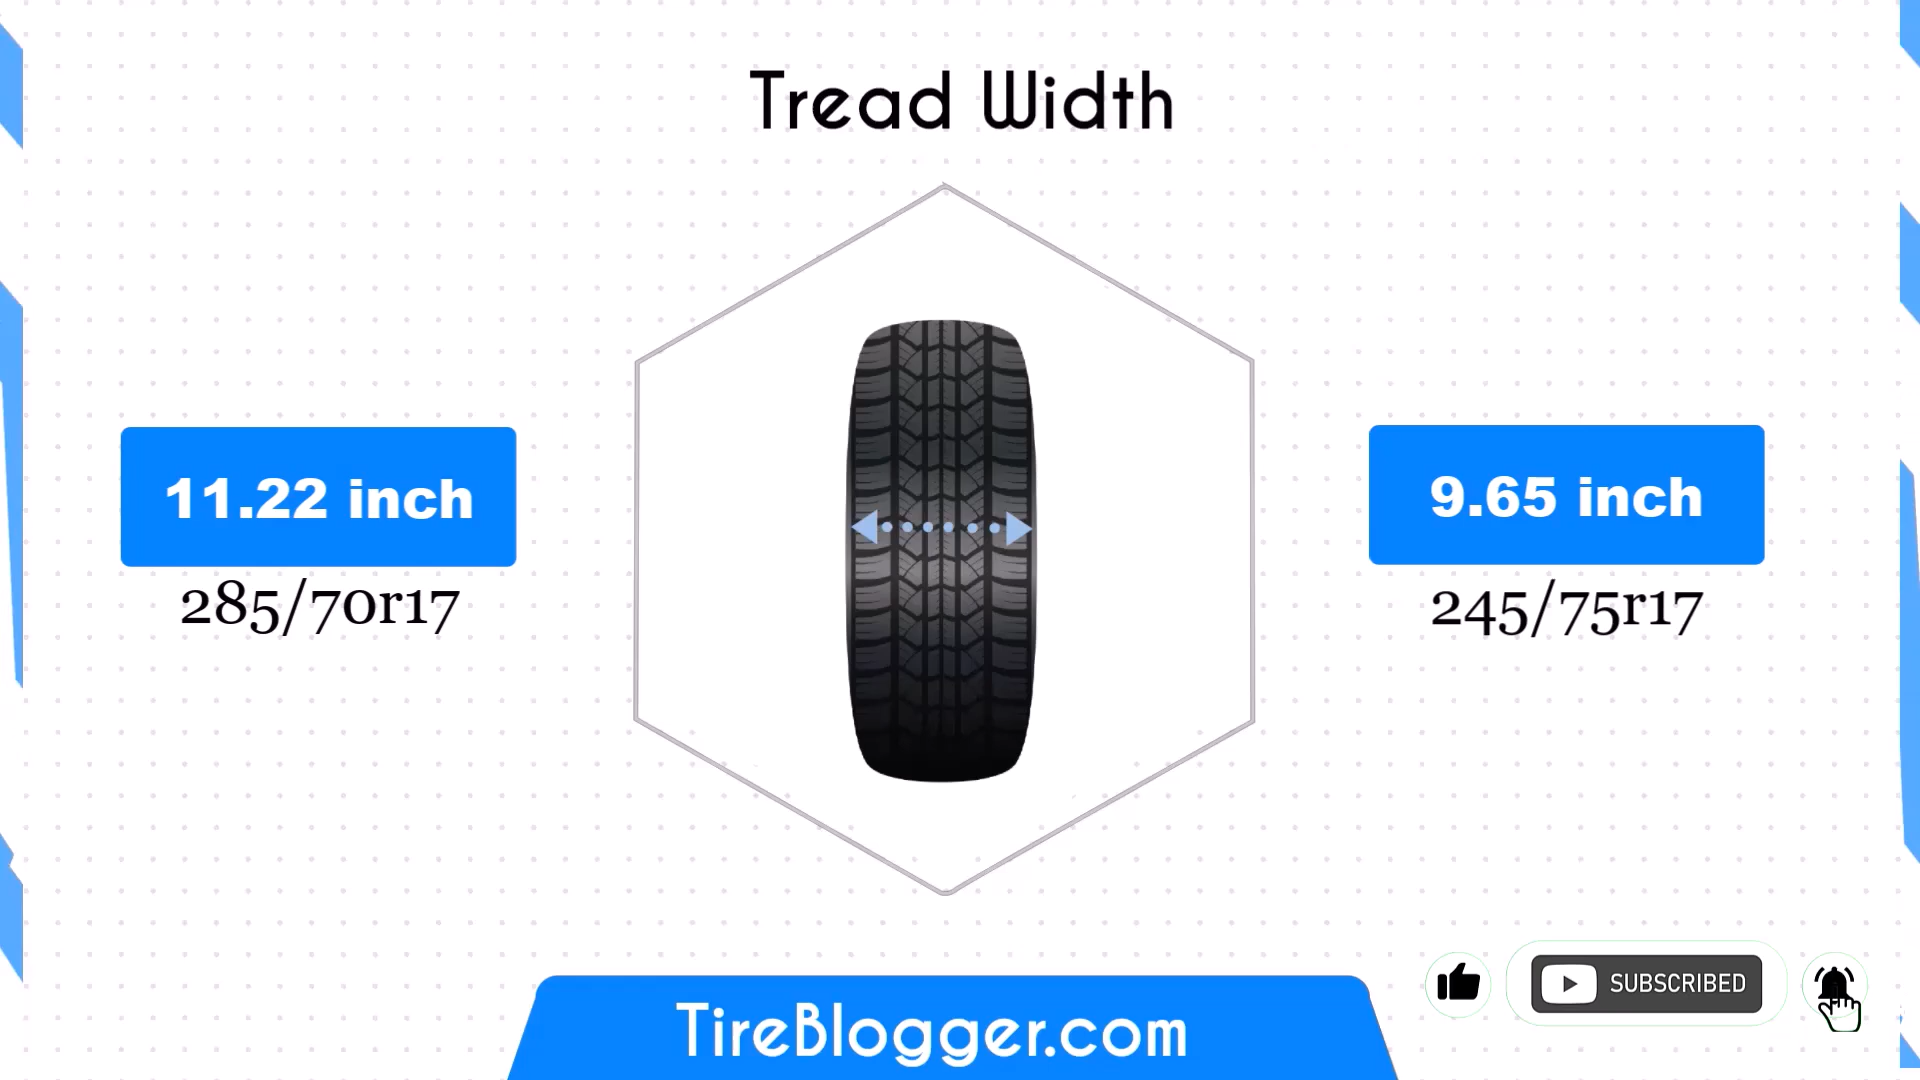 Tread Width
11.22 inch
285/70r17
9.65 inch
245/75r17
SUBSCRIBED
TireBlogger.com